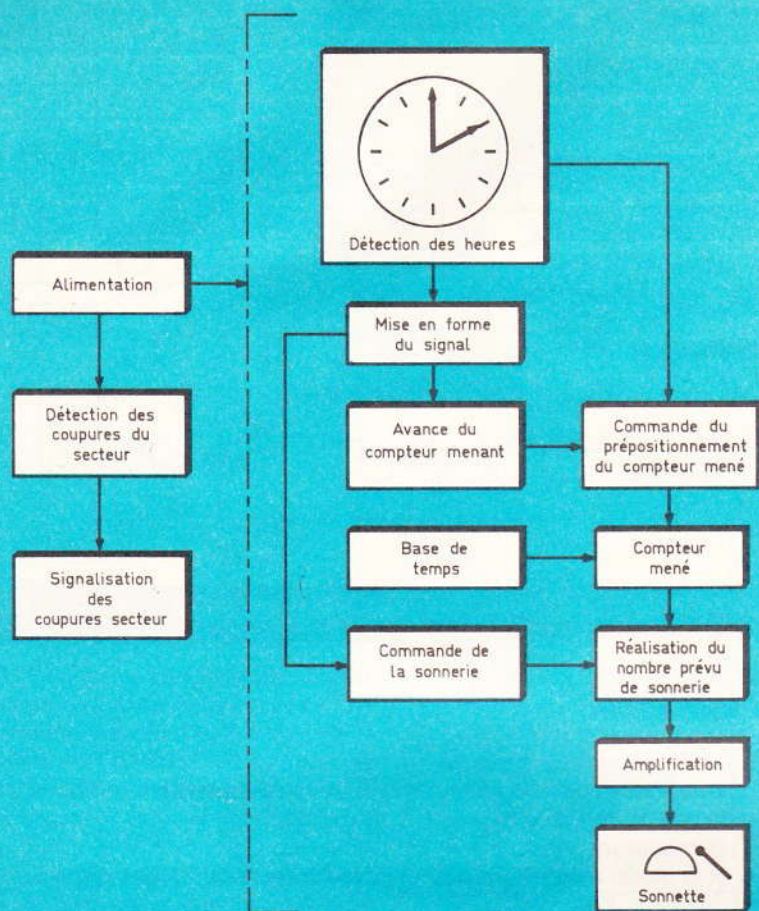 Détection des heures
Alimentation
Mise en forme
du signal
Détection des
coupures du
secteur
Avance du
compteur menant
Commande du
prépositionnement
du compteur mené
Signalisation
des
coupures secteur
Base de
temps
Compteur
mené
Commande de
la sonnerie
Réalisation du
nombre prévu
de sonnerie
Amplification
Sonnette